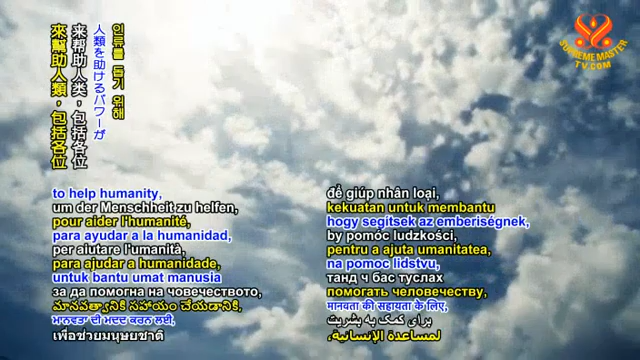 인류를 돕기 위해
人類を助けるパワーが
来帮助人类，包括各位
來幫助人類，包括各位
SUPREME MASTER
TV.COM
to help humanity,
um der Menschheit zu helfen,
pour aider l'humanité,
para ayudar a la humanidad,
per aiutare l'umanità,
para ajudar a humanidade,
untuk bantu umat manusia
за да помогна на човечеството,
మానవత్వానికి సహాయం చేయడానికి,
ਮਾਨਵਤਾ ਦੀ ਮਦਦ ਕਰਨ ਲਈ,
เพื่อช่วยมนุษยชาติ
để giúp nhân loại,
kekuatan untuk membantu
hogy segítsek az emberiségnek,
by pomóc ludzkości,
pentru a ajuta umanitatea,
na pomoc lidstvu,
танд ч бас туслах
помогать человечеству,
मानवता की सहायता के लिए,
برای کمک به بشریت
لمساعدة الإنسانية،